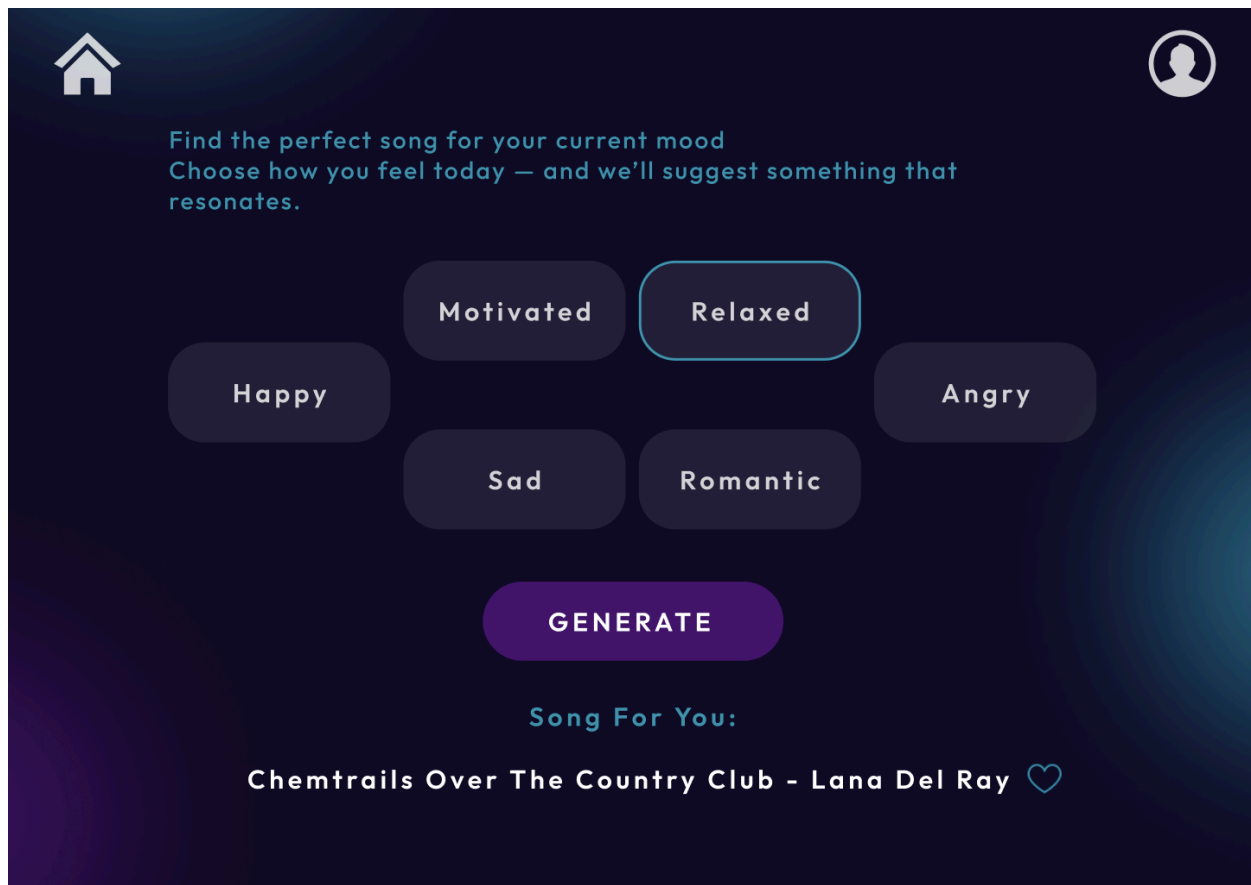 Find the perfect song for your current mood
Choose how you feel today — and we’ll suggest something that
resonates.
Motivated
Relaxed
Happy
Angry
Sad
Romantic
GENERATE
Song For You:
Chemtrails Over The Country Club - Lana Del Ray